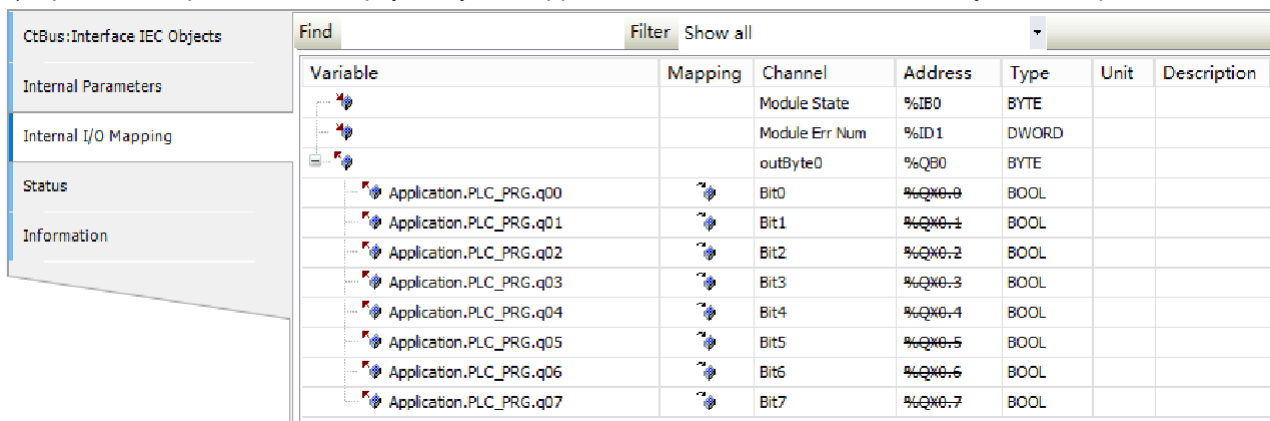 CtBus:Interface IEC Objects
Internal Parameters
Internal I/O Mapping
Status
Information
Find Filter Show all
Variable Mapping Channel Address Type Unit Description
Module State %IB0 BYTE
Module Err Num %ID1 DWORD
outByte0 %QB0 BYTE
Application.PLC_PRG.q00 Bit0 %QX0.0 BOOL
Application.PLC_PRG.q01 Bit1 %QX0.1 BOOL
Application.PLC_PRG.q02 Bit2 %QX0.2 BOOL
Application.PLC_PRG.q03 Bit3 %QX0.3 BOOL
Application.PLC_PRG.q04 Bit4 %QX0.4 BOOL
Application.PLC_PRG.q05 Bit5 %QX0.5 BOOL
Application.PLC_PRG.q06 Bit6 %QX0.6 BOOL
Application.PLC_PRG.q07 Bit7 %QX0.7 BOOL